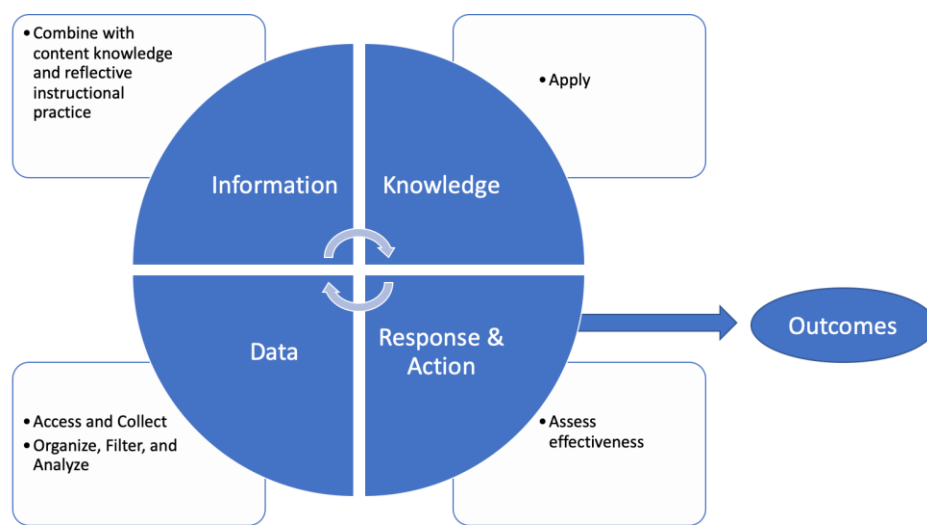 • Combine with
content knowledge
and reflective
instructional
practice
• Apply
Information
Knowledge
Data
Response &
Action
Outcomes
• Access and Collect
• Organize, Filter, and
Analyze
• Assess
effectiveness